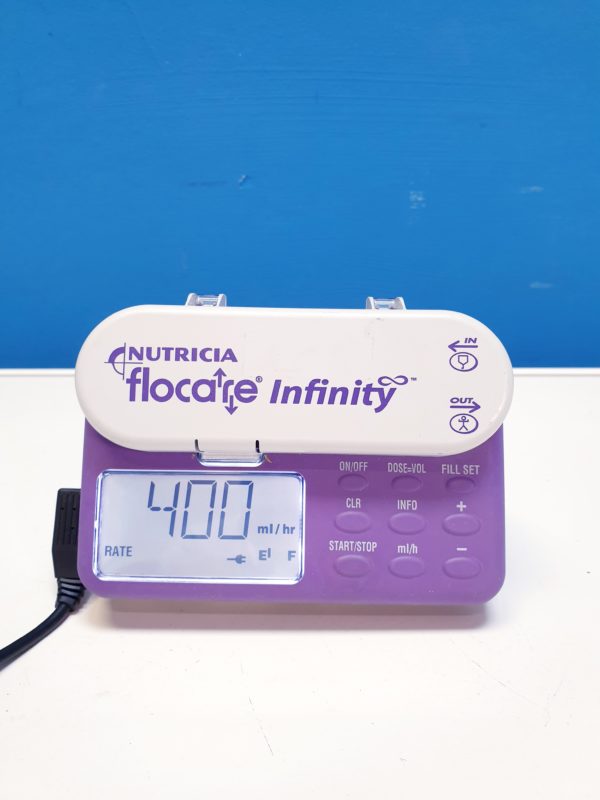 NUTRICIA
flocare® Infinity™
IN
OUT
ON/OFF DOSE=VOL FILL SET
CLR INFO +
START/STOP ml/h −
400 ml/hr
RATE E I F